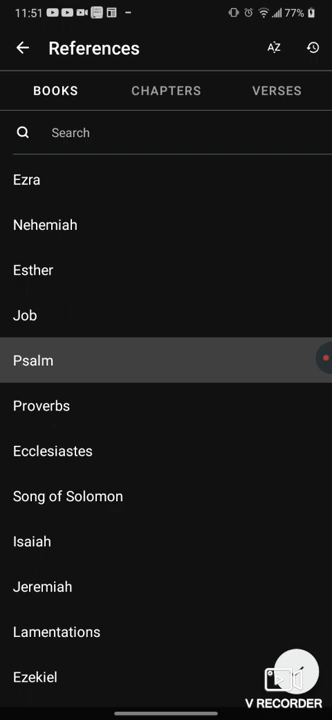 11:51
77%
References
AZ
BOOKS
CHAPTERS
VERSES
Search
Ezra
Nehemiah
Esther
Job
Psalm
Proverbs
Ecclesiastes
Song of Solomon
Isaiah
Jeremiah
Lamentations
Ezekiel
V RECORDER